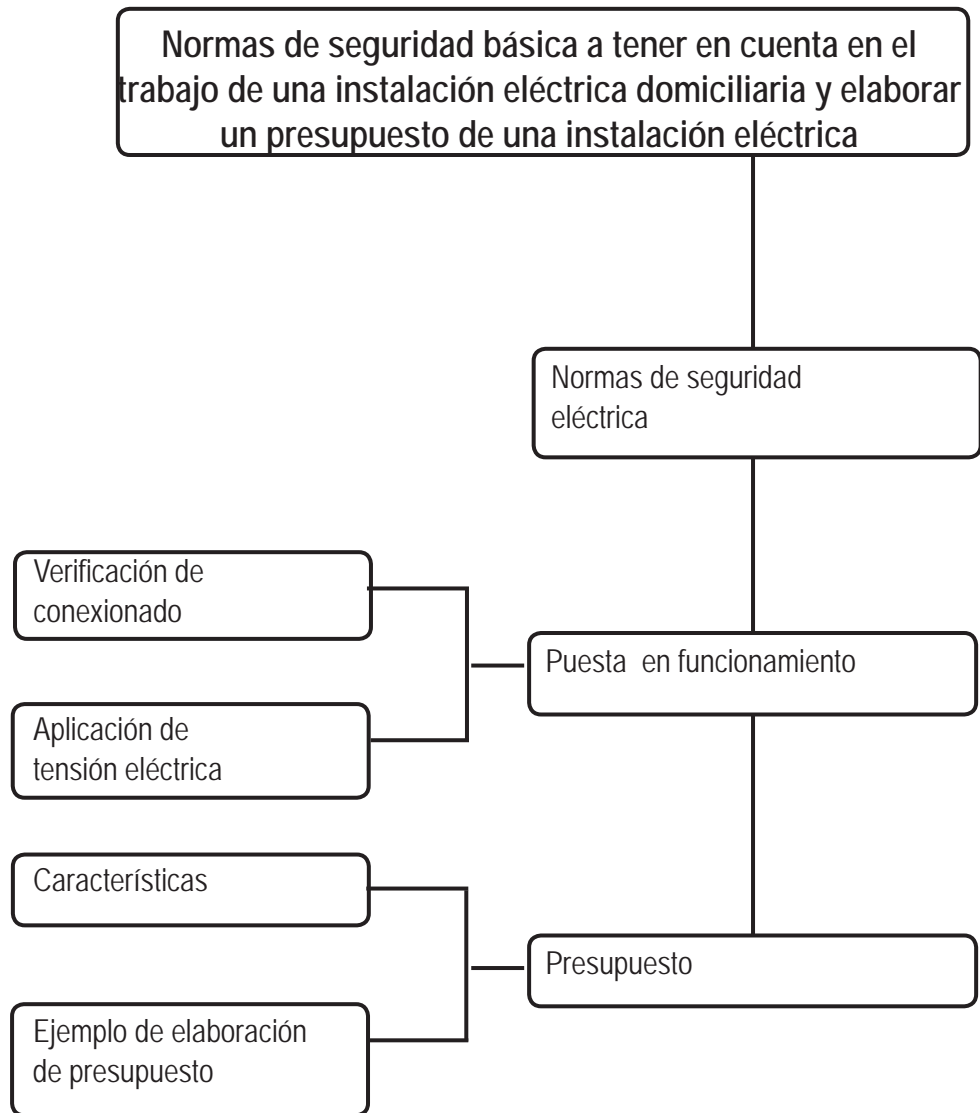 Normas de seguridad básica a tener en cuenta en el
trabajo de una instalación eléctrica domiciliaria y elaborar
un presupuesto de una instalación eléctrica
Normas de seguridad
eléctrica
Verificación de
conexionado
Puesta en funcionamiento
Aplicación de
tensión eléctrica
Características
Presupuesto
Ejemplo de elaboración
de presupuesto